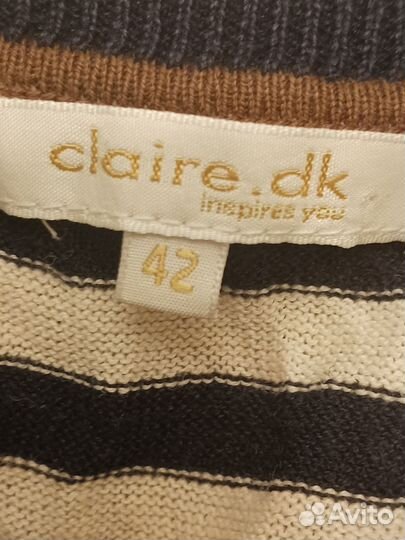 claire.dk
inspires you
42
Avito